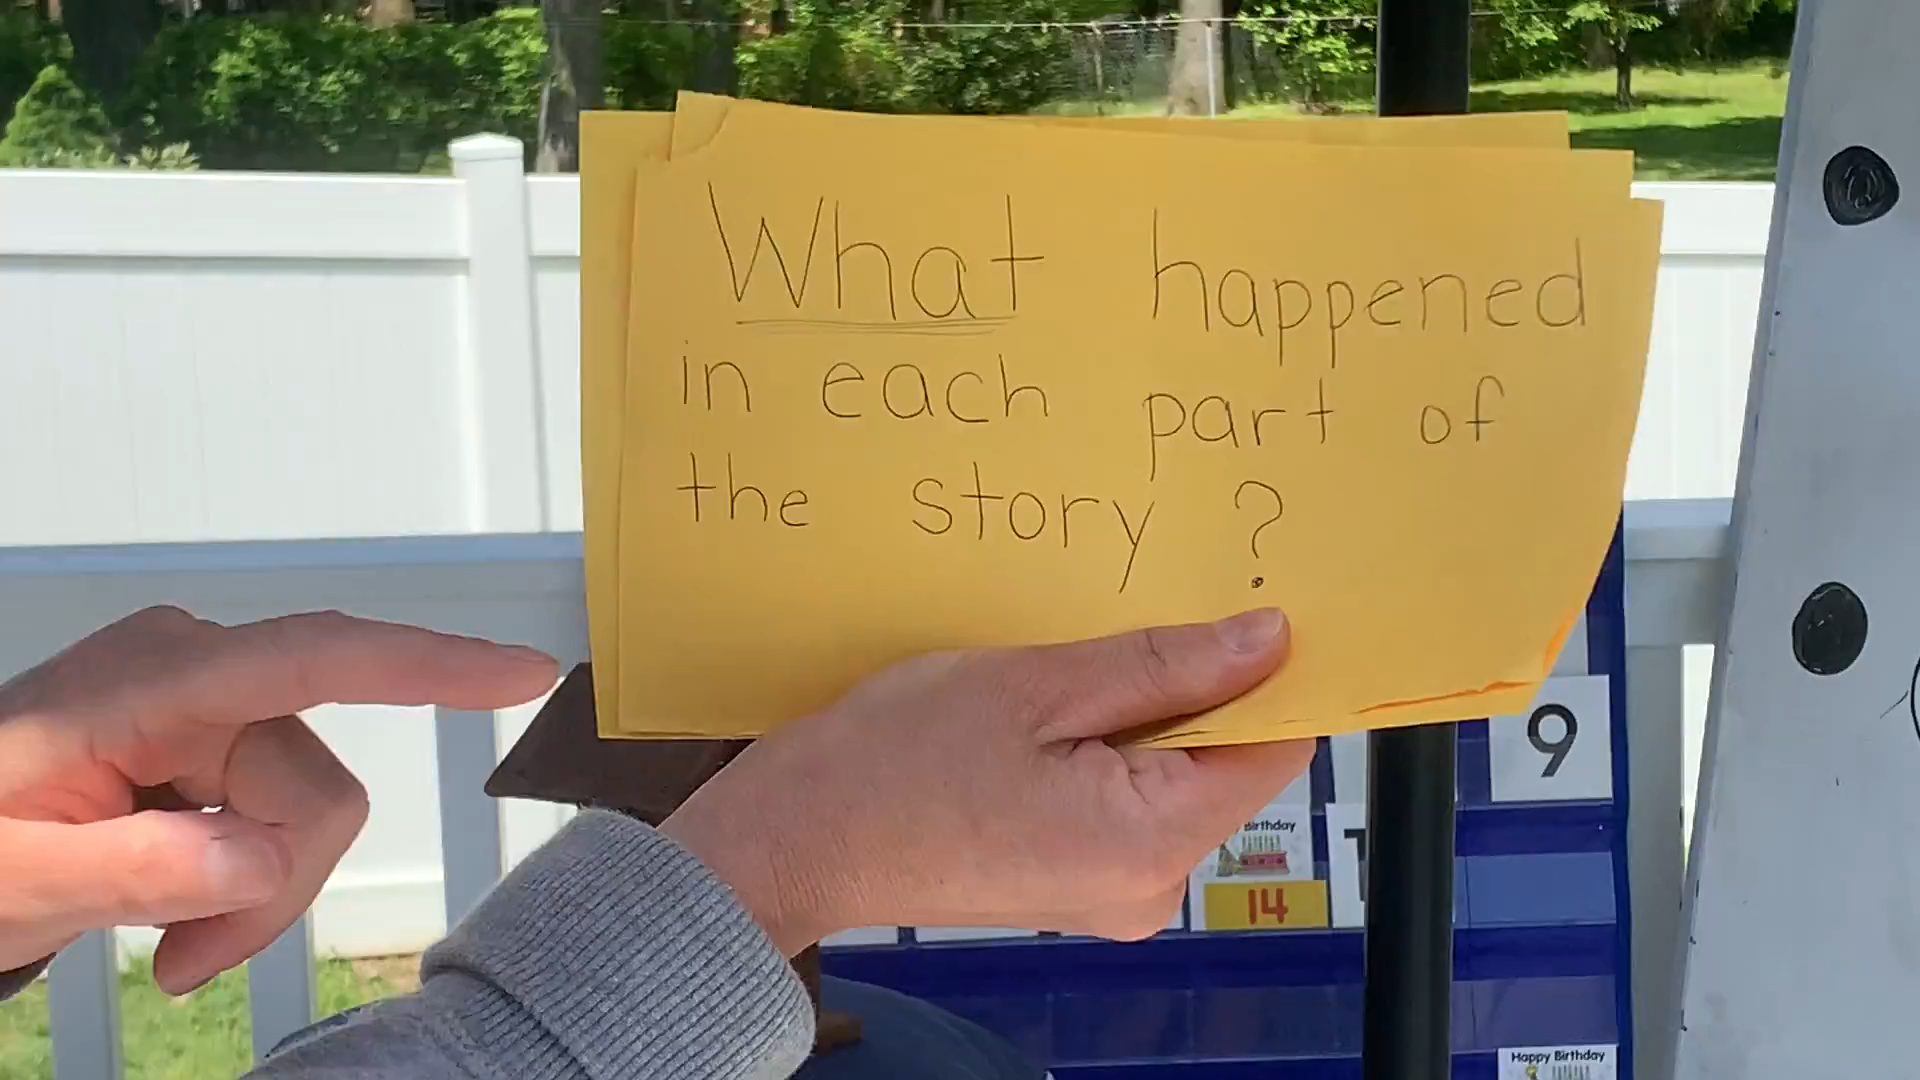 What happened
in each part of
the story ?
9
Birthday
14
Happy Birthday